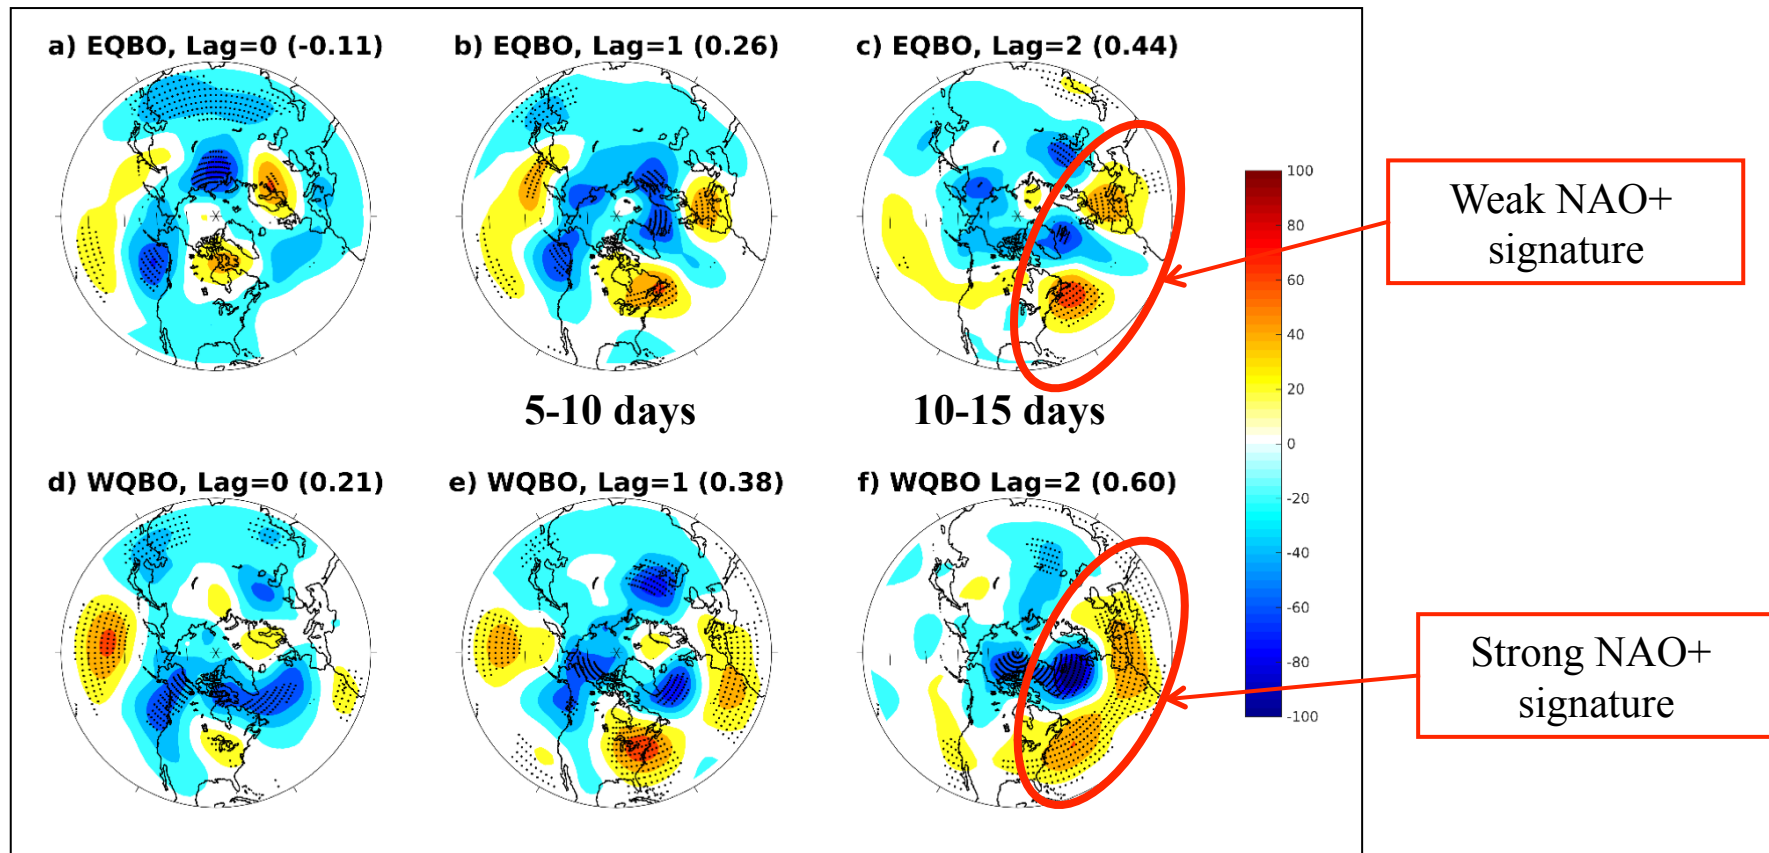 a) EQBO, Lag=0 (-0.11)
b) EQBO, Lag=1 (0.26)
c) EQBO, Lag=2 (0.44)
5-10 days
10-15 days
d) WQBO, Lag=0 (0.21)
e) WQBO, Lag=1 (0.38)
f) WQBO Lag=2 (0.60)
100
80
60
40
20
0
-20
-40
-60
-80
-100
Weak NAO+
signature
Strong NAO+
signature